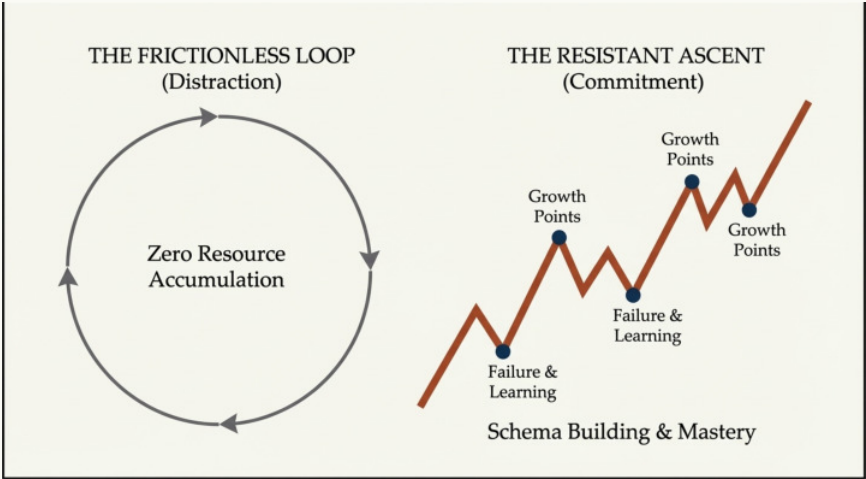 THE FRICTIONLESS LOOP
(Distraction)
Zero Resource
Accumulation
THE RESISTANT ASCENT
(Commitment)
Growth
Points
Growth
Points
Growth
Points
Failure &
Learning
Failure &
Learning
Schema Building & Mastery